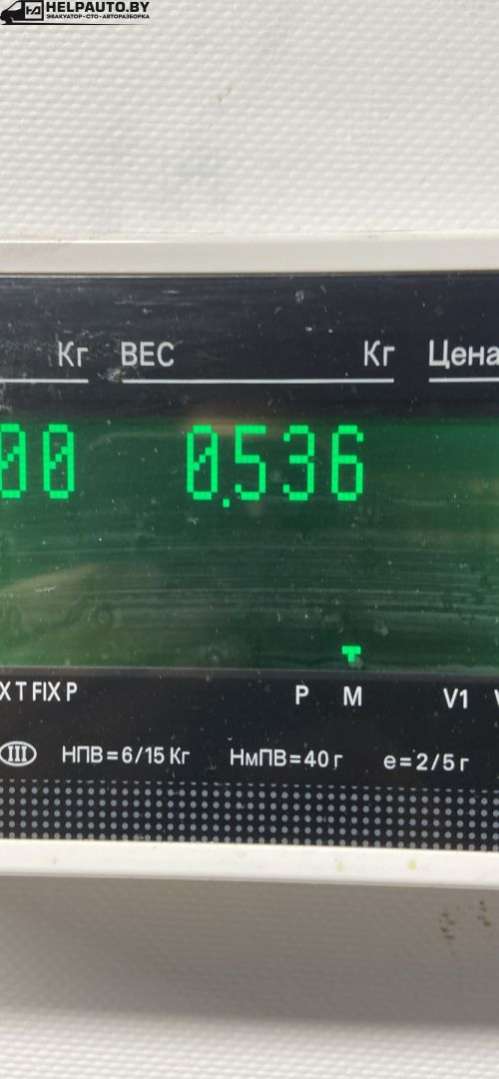 HELPAUTO.BY
ЭВАКУАТОР-СТО-АВТОРАЗБОРКА
Кг ВЕС Кг Цена
00 0.536
X T FIX P P M V1
III НПВ=6/15 Кг НмПВ=40 г e=2/5 г